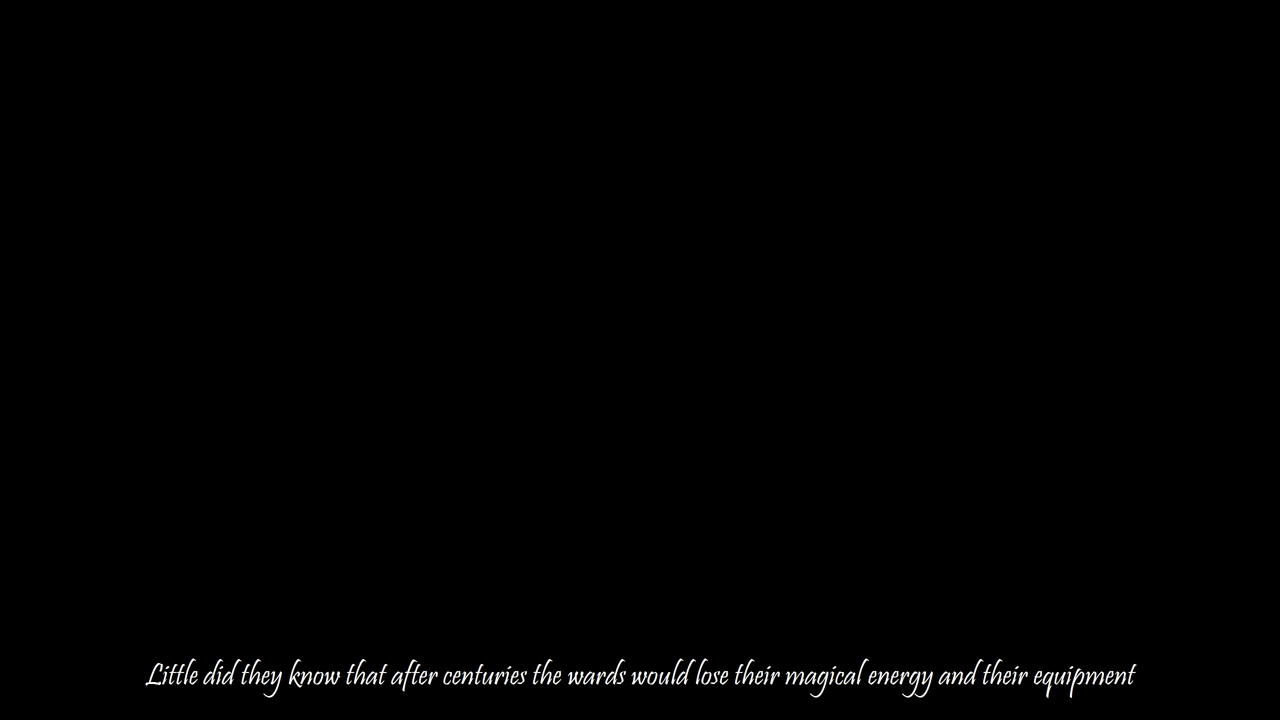 Little did they know that after centuries the wards would lose their magical energy and their equipment